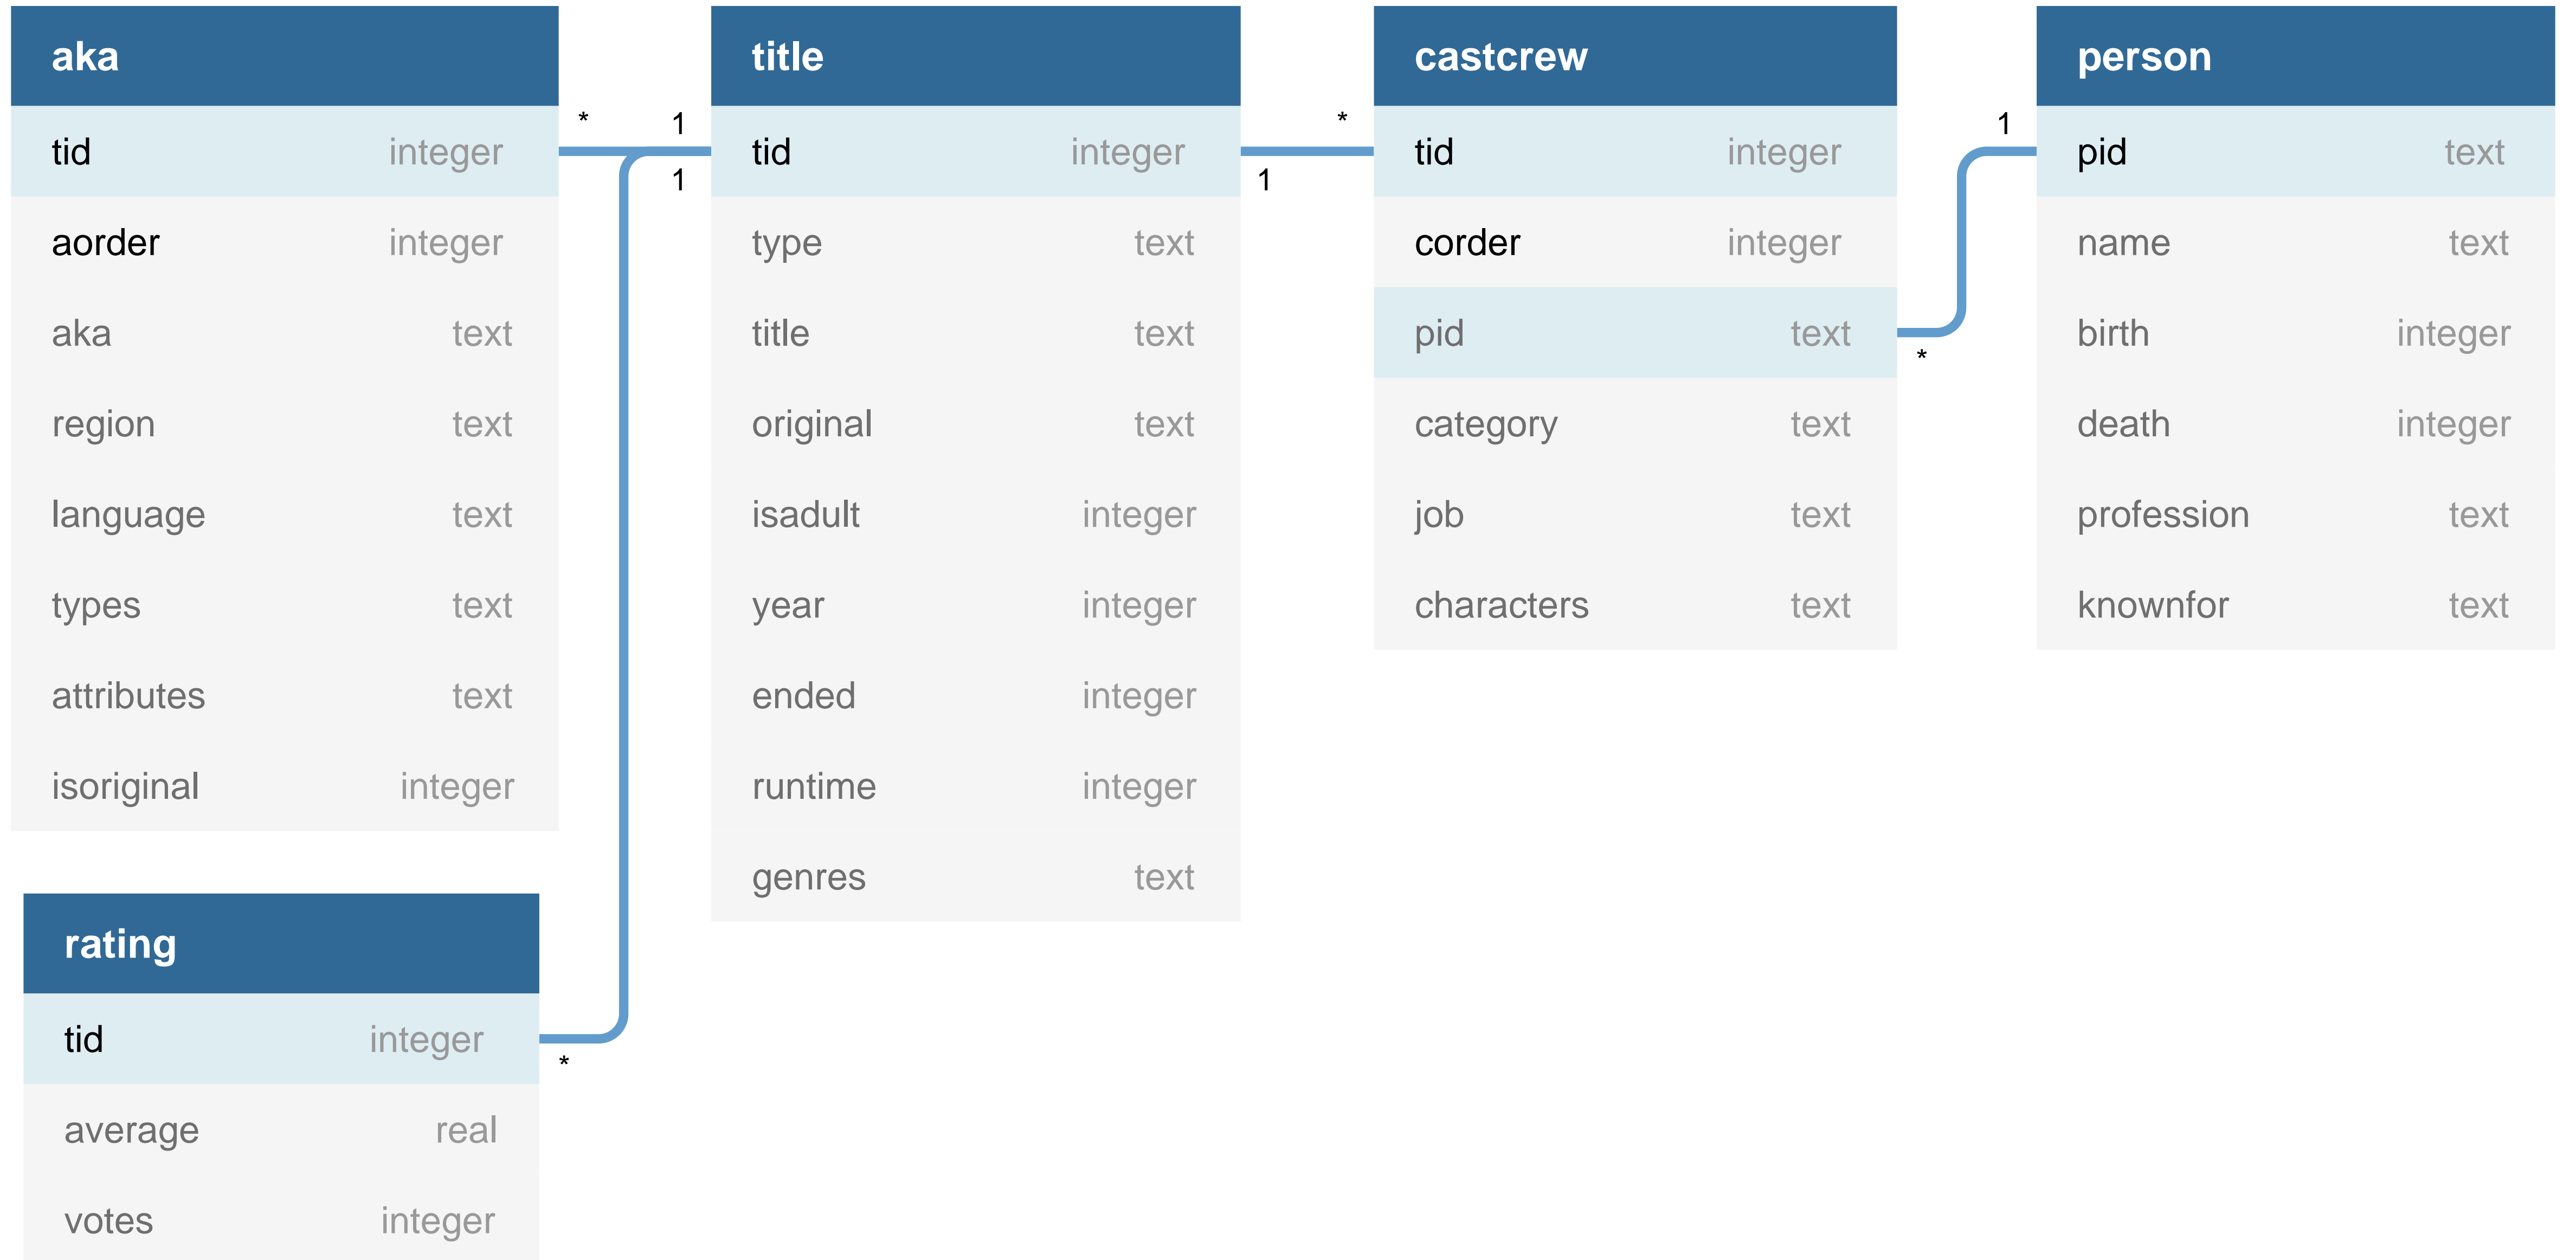 aka
tid integer
aorder integer
aka text
region text
language text
types text
attributes text
isoriginal integer
* 1
1
title
tid integer
type text
title text
original text
isadult integer
year integer
ended integer
runtime integer
genres text
*
1
castcrew
tid integer
corder integer
pid text
category text
job text
characters text
1
*
person
pid text
name text
birth integer
death integer
profession text
knownfor text
rating
tid integer
*
average real
votes integer